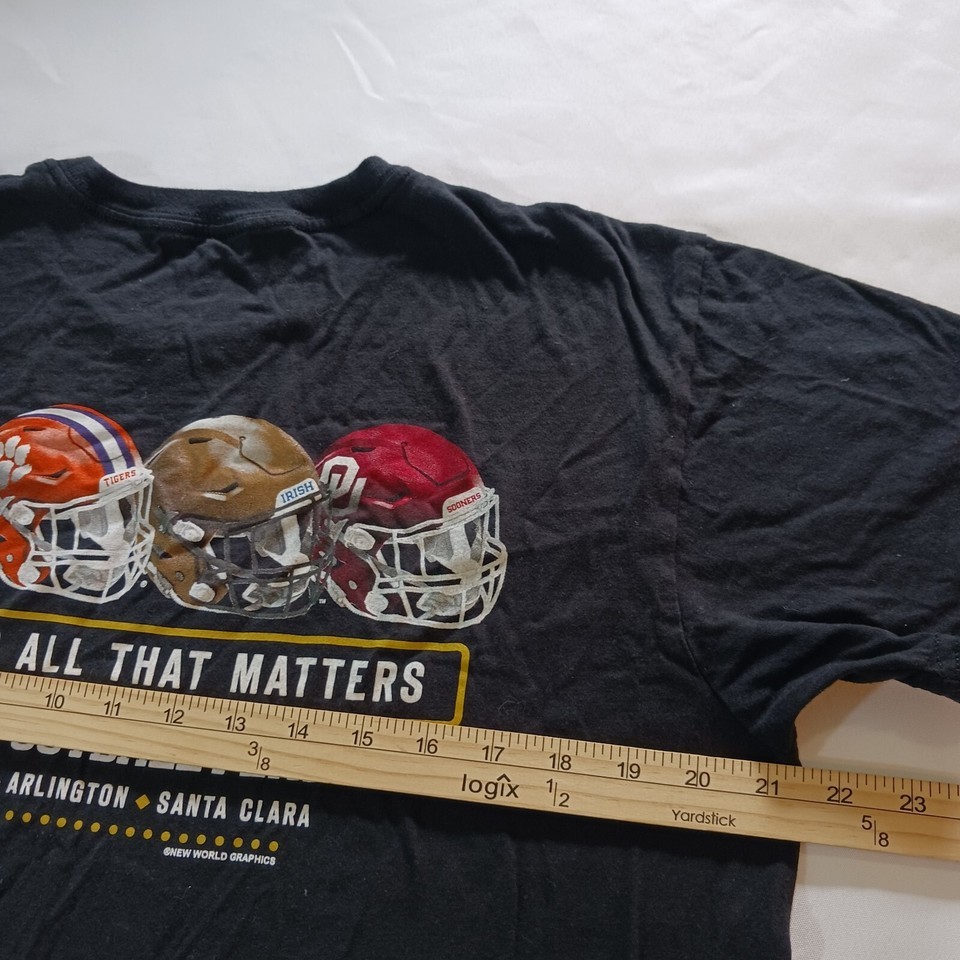 TIGERS
IRISH
OU
SOONERS
ALL THAT MATTERS
10 11 12 13 14 15 16 17 18 19 20 21 22 23
3/8 logîx 1/2 Yardstick 5/8
ARLINGTON ◆ SANTA CLARA
©NEW WORLD GRAPHICS